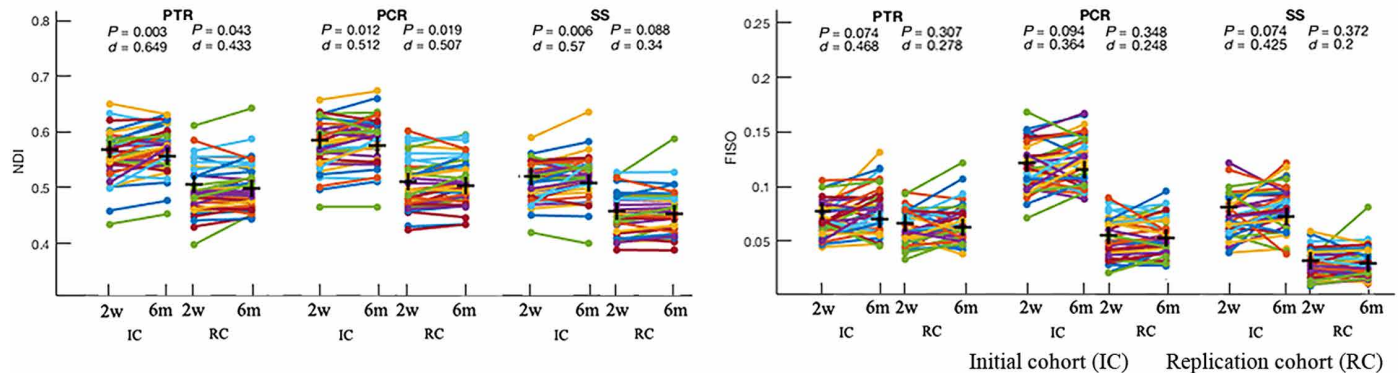 PTR PCR SS
P = 0.003 P = 0.043 P = 0.012 P = 0.019 P = 0.006 P = 0.088
d = 0.649 d = 0.433 d = 0.512 d = 0.507 d = 0.57 d = 0.34
0.8
0.7
0.6
0.5
0.4
NDI
2w 6m 2w 6m 2w 6m 2w 6m 2w 6m 2w 6m
IC RC IC RC IC RC
PTR PCR SS
P = 0.074 P = 0.307 P = 0.094 P = 0.348 P = 0.074 P = 0.372
d = 0.468 d = 0.278 d = 0.364 d = 0.248 d = 0.425 d = 0.2
0.25
0.2
0.15
0.1
0.05
FISO
2w 6m 2w 6m 2w 6m 2w 6m 2w 6m 2w 6m
IC RC IC RC IC RC
Initial cohort (IC) Replication cohort (RC)